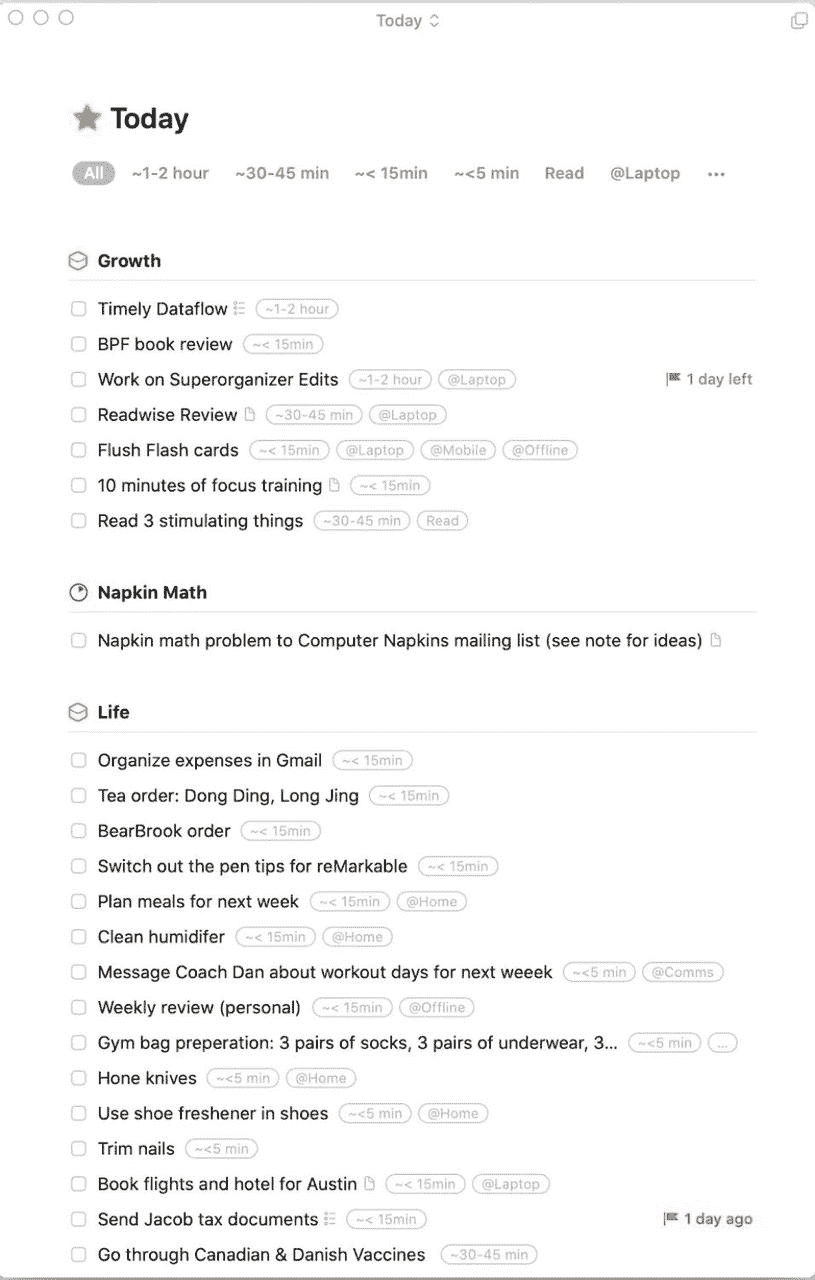 Today
Today
All ~1-2 hour ~30-45 min ~< 15min ~<5 min Read @Laptop ...
Growth
Timely Dataflow ~1-2 hour
BPF book review ~< 15min
Work on Superorganizer Edits ~1-2 hour @Laptop 1 day left
Readwise Review ~30-45 min @Laptop
Flush Flash cards ~< 15min @Laptop @Mobile @Offline
10 minutes of focus training ~< 15min
Read 3 stimulating things ~30-45 min Read
Napkin Math
Napkin math problem to Computer Napkins mailing list (see note for ideas)
Life
Organize expenses in Gmail ~< 15min
Tea order: Dong Ding, Long Jing ~< 15min
BearBrook order ~< 15min
Switch out the pen tips for reMarkable ~< 15min
Plan meals for next week ~< 15min @Home
Clean humidifer ~< 15min @Home
Message Coach Dan about workout days for next weeek ~<5 min @Comms
Weekly review (personal) ~< 15min @Offline
Gym bag preperation: 3 pairs of socks, 3 pairs of underwear, 3... ~<5 min ...
Hone knives ~<5 min @Home
Use shoe freshener in shoes ~<5 min @Home
Trim nails ~<5 min
Book flights and hotel for Austin ~< 15min @Laptop
Send Jacob tax documents ~< 15min 1 day ago
Go through Canadian & Danish Vaccines ~30-45 min